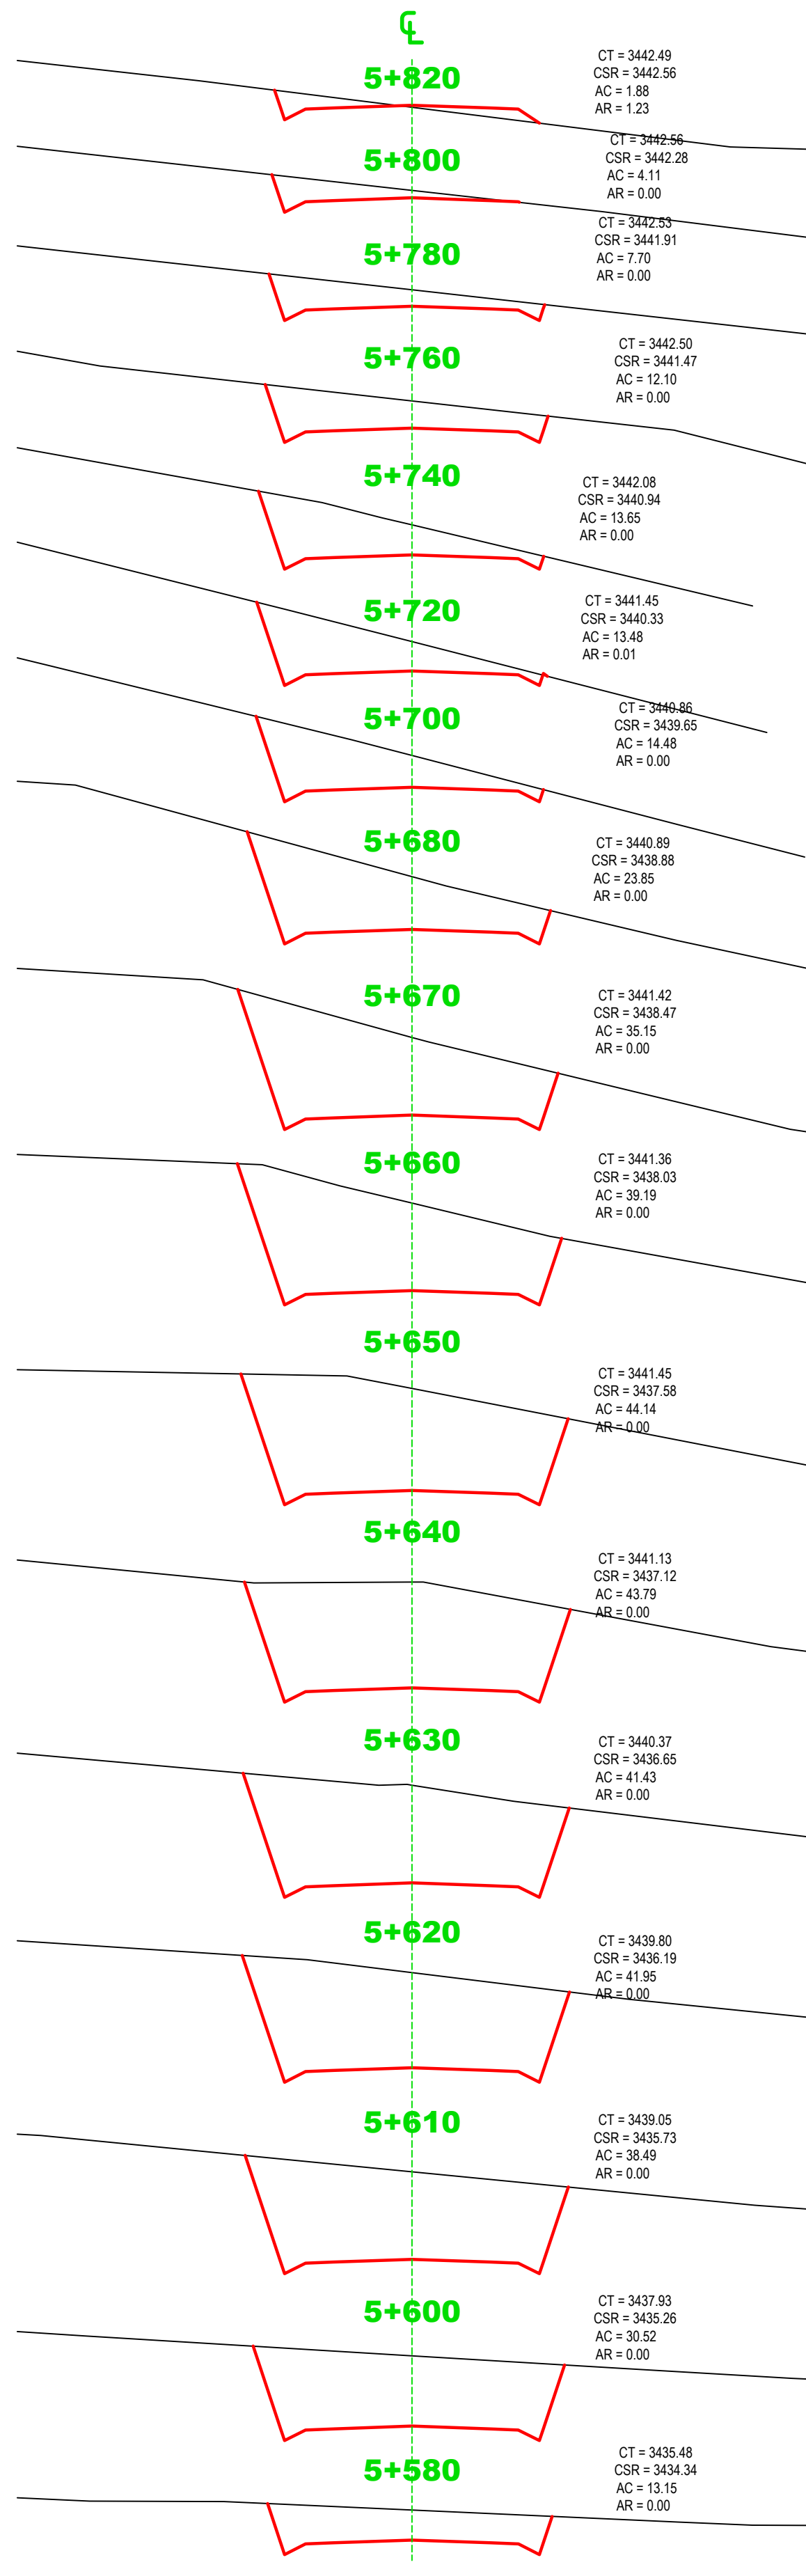 ℄
5+820
CT = 3442.49
CSR = 3442.56
AC = 1.88
AR = 1.23
5+800
CT = 3442.56
CSR = 3442.28
AC = 4.11
AR = 0.00
5+780
CT = 3442.53
CSR = 3441.91
AC = 7.70
AR = 0.00
5+760
CT = 3442.50
CSR = 3441.47
AC = 12.10
AR = 0.00
5+740
CT = 3442.08
CSR = 3440.94
AC = 13.65
AR = 0.00
5+720
CT = 3441.45
CSR = 3440.33
AC = 13.48
AR = 0.01
5+700
CT = 3440.86
CSR = 3439.65
AC = 14.48
AR = 0.00
5+680
CT = 3440.89
CSR = 3438.88
AC = 23.85
AR = 0.00
5+670
CT = 3441.42
CSR = 3438.47
AC = 35.15
AR = 0.00
5+660
CT = 3441.36
CSR = 3438.03
AC = 39.19
AR = 0.00
5+650
CT = 3441.45
CSR = 3437.58
AC = 44.14
AR = 0.00
5+640
CT = 3441.13
CSR = 3437.12
AC = 43.79
AR = 0.00
5+630
CT = 3440.37
CSR = 3436.65
AC = 41.43
AR = 0.00
5+620
CT = 3439.80
CSR = 3436.19
AC = 41.95
AR = 0.00
5+610
CT = 3439.05
CSR = 3435.73
AC = 38.49
AR = 0.00
5+600
CT = 3437.93
CSR = 3435.26
AC = 30.52
AR = 0.00
5+580
CT = 3435.48
CSR = 3434.34
AC = 13.15
AR = 0.00